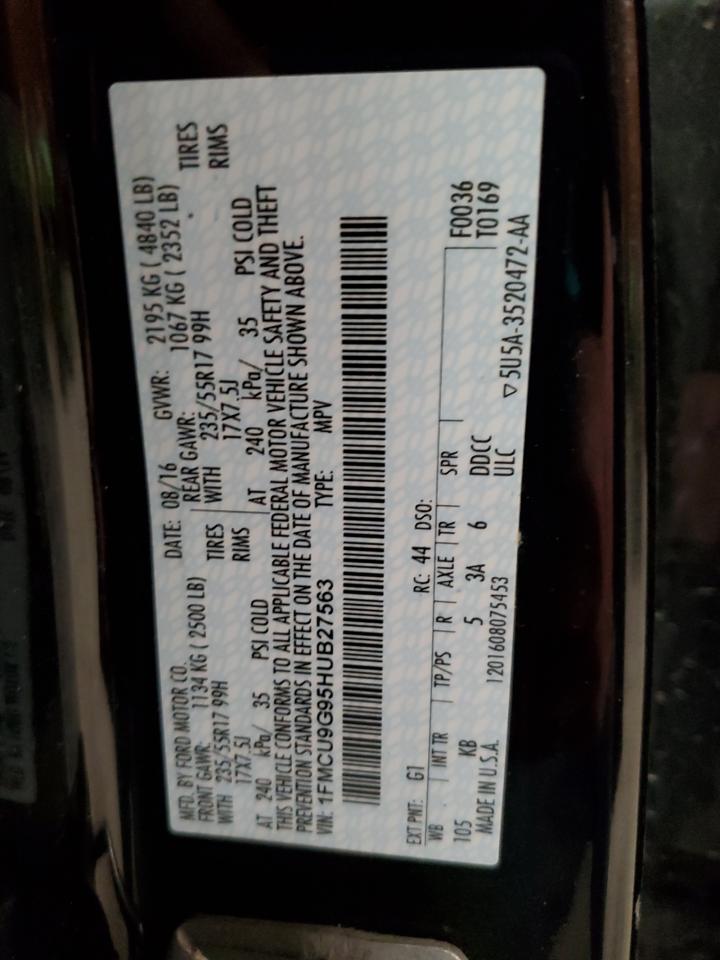 MFD. BY FORD MOTOR CO.
DATE: 08/16 GVWR: 2195 KG ( 4840 LB)
FRONT GAWR: 1134 KG ( 2500 LB) REAR GAWR: 1067 KG ( 2352 LB)
WITH 235/55R17 99H TIRES WITH 235/55R17 99H TIRES
17X7.5J RIMS 17X7.5J RIMS
AT 240 kPa/ 35 PSI COLD AT 240 kPa/ 35 PSI COLD
THIS VEHICLE CONFORMS TO ALL APPLICABLE FEDERAL MOTOR VEHICLE SAFETY AND THEFT
PREVENTION STANDARDS IN EFFECT ON THE DATE OF MANUFACTURE SHOWN ABOVE.
VIN: 1FMCU9G95HUB27563 TYPE: MPV
EXT PNT: G1 RC: 44 DSO:
WB INT TR TP/PS R AXLE TR SPR F0036
105 KB 5 3A 6 DDCC T0169
MADE IN U.S.A. 1201608075453 ULC
▽5U5A-3520472-AA